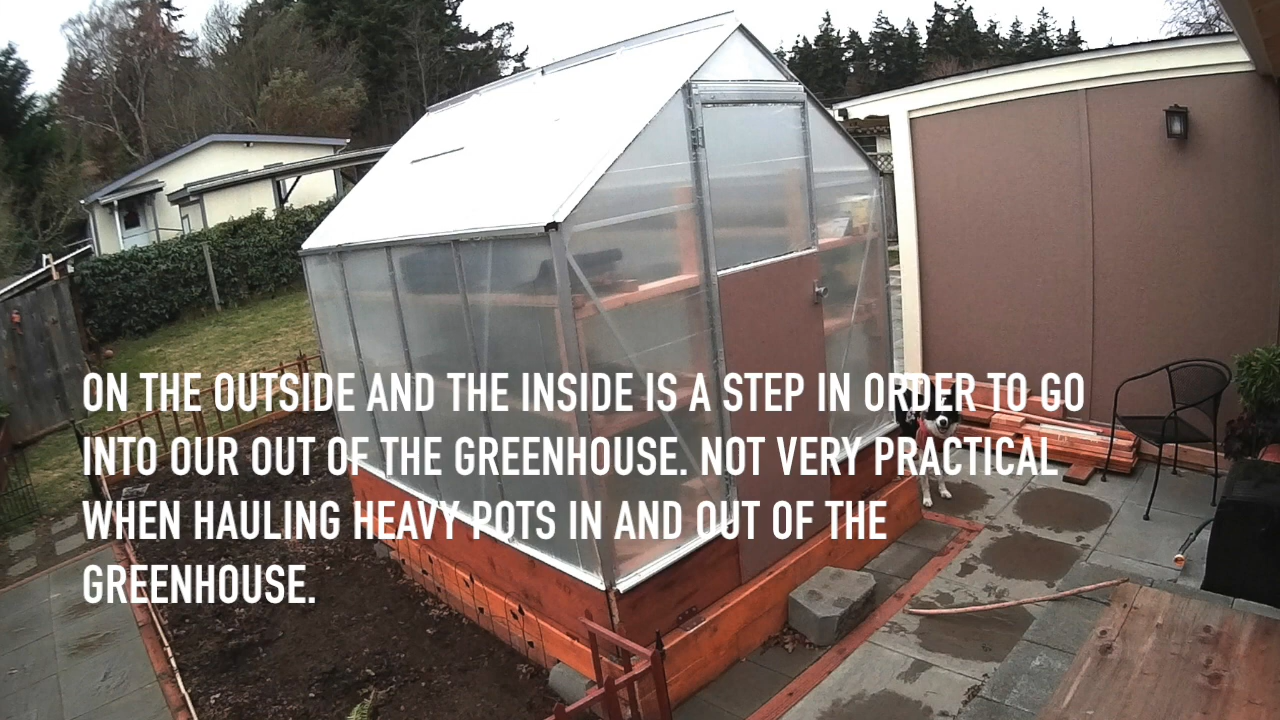 ON THE OUTSIDE AND THE INSIDE IS A STEP IN ORDER TO GO
INTO OUR OUT OF THE GREENHOUSE. NOT VERY PRACTICAL
WHEN HAULING HEAVY POTS IN AND OUT OF THE
GREENHOUSE.